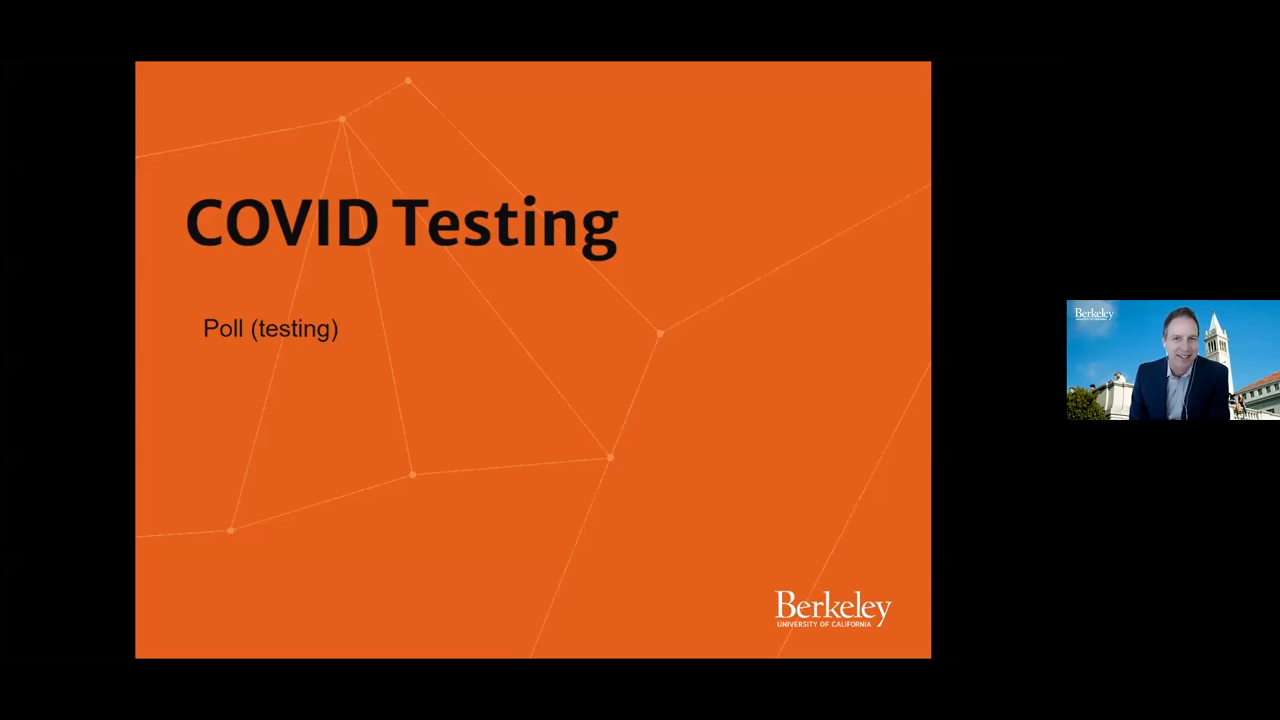 COVID Testing
Poll (testing)
Berkeley
UNIVERSITY OF CALIFORNIA
Berkeley